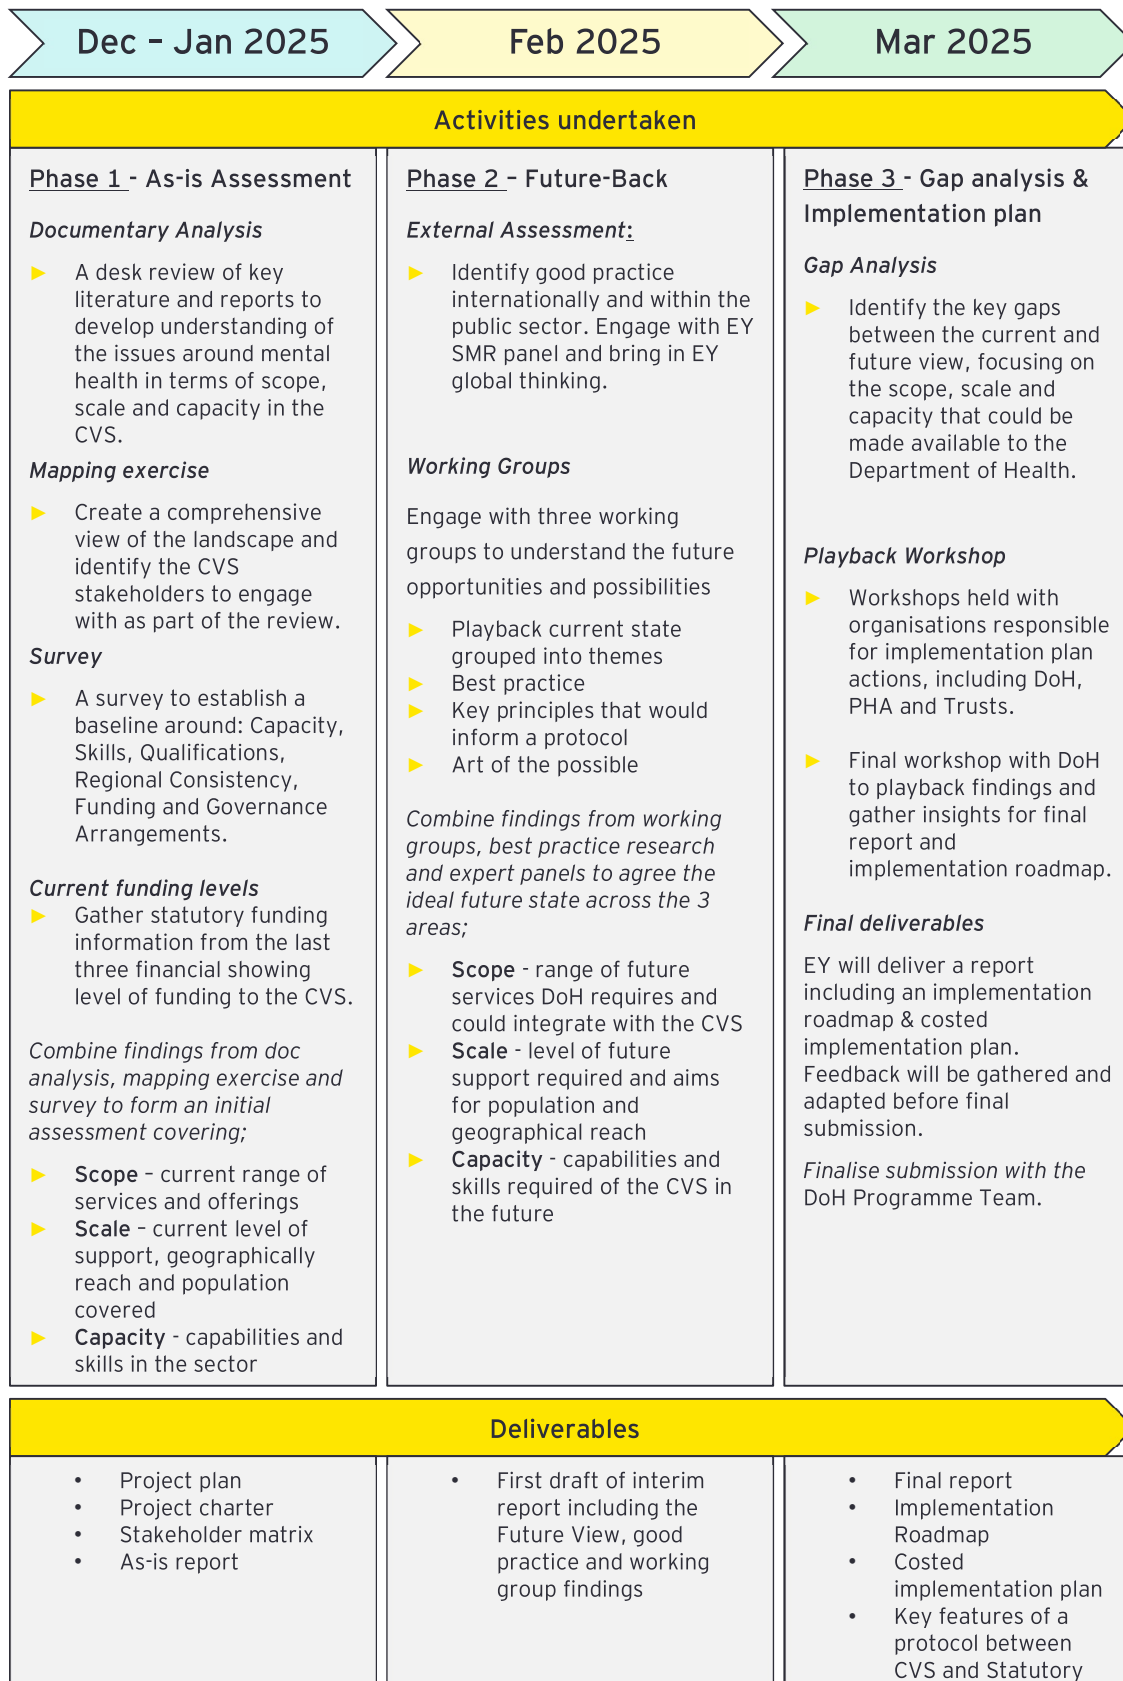 Dec – Jan 2025
Feb 2025
Mar 2025
Activities undertaken
Phase 1 - As-is Assessment
Documentary Analysis
► A desk review of key
literature and reports to
develop understanding of
the issues around mental
health in terms of scope,
scale and capacity in the
CVS.
Mapping exercise
► Create a comprehensive
view of the landscape and
identify the CVS
stakeholders to engage
with as part of the review.
Survey
► A survey to establish a
baseline around: Capacity,
Skills, Qualifications,
Regional Consistency,
Funding and Governance
Arrangements.
Current funding levels
► Gather statutory funding
information from the last
three financial showing
level of funding to the CVS.
Combine findings from doc
analysis, mapping exercise and
survey to form an initial
assessment covering;
► Scope – current range of
services and offerings
► Scale – current level of
support, geographically
reach and population
covered
► Capacity - capabilities and
skills in the sector
Phase 2 – Future-Back
External Assessment:
► Identify good practice
internationally and within the
public sector. Engage with EY
SMR panel and bring in EY
global thinking.
Working Groups
Engage with three working
groups to understand the future
opportunities and possibilities
► Playback current state
grouped into themes
► Best practice
► Key principles that would
inform a protocol
► Art of the possible
Combine findings from working
groups, best practice research
and expert panels to agree the
ideal future state across the 3
areas;
► Scope - range of future
services DoH requires and
could integrate with the CVS
► Scale - level of future
support required and aims
for population and
geographical reach
► Capacity - capabilities and
skills required of the CVS in
the future
Phase 3 - Gap analysis &
Implementation plan
Gap Analysis
► Identify the key gaps
between the current and
future view, focusing on
the scope, scale and
capacity that could be
made available to the
Department of Health.
Playback Workshop
► Workshops held with
organisations responsible
for implementation plan
actions, including DoH,
PHA and Trusts.
► Final workshop with DoH
to playback findings and
gather insights for final
report and
implementation roadmap.
Final deliverables
EY will deliver a report
including an implementation
roadmap & costed
implementation plan.
Feedback will be gathered and
adapted before final
submission.
Finalise submission with the
DoH Programme Team.
Deliverables
• Project plan
• Project charter
• Stakeholder matrix
• As-is report
• First draft of interim
report including the
Future View, good
practice and working
group findings
• Final report
• Implementation
Roadmap
• Costed
implementation plan
• Key features of a
protocol between
CVS and Statutory